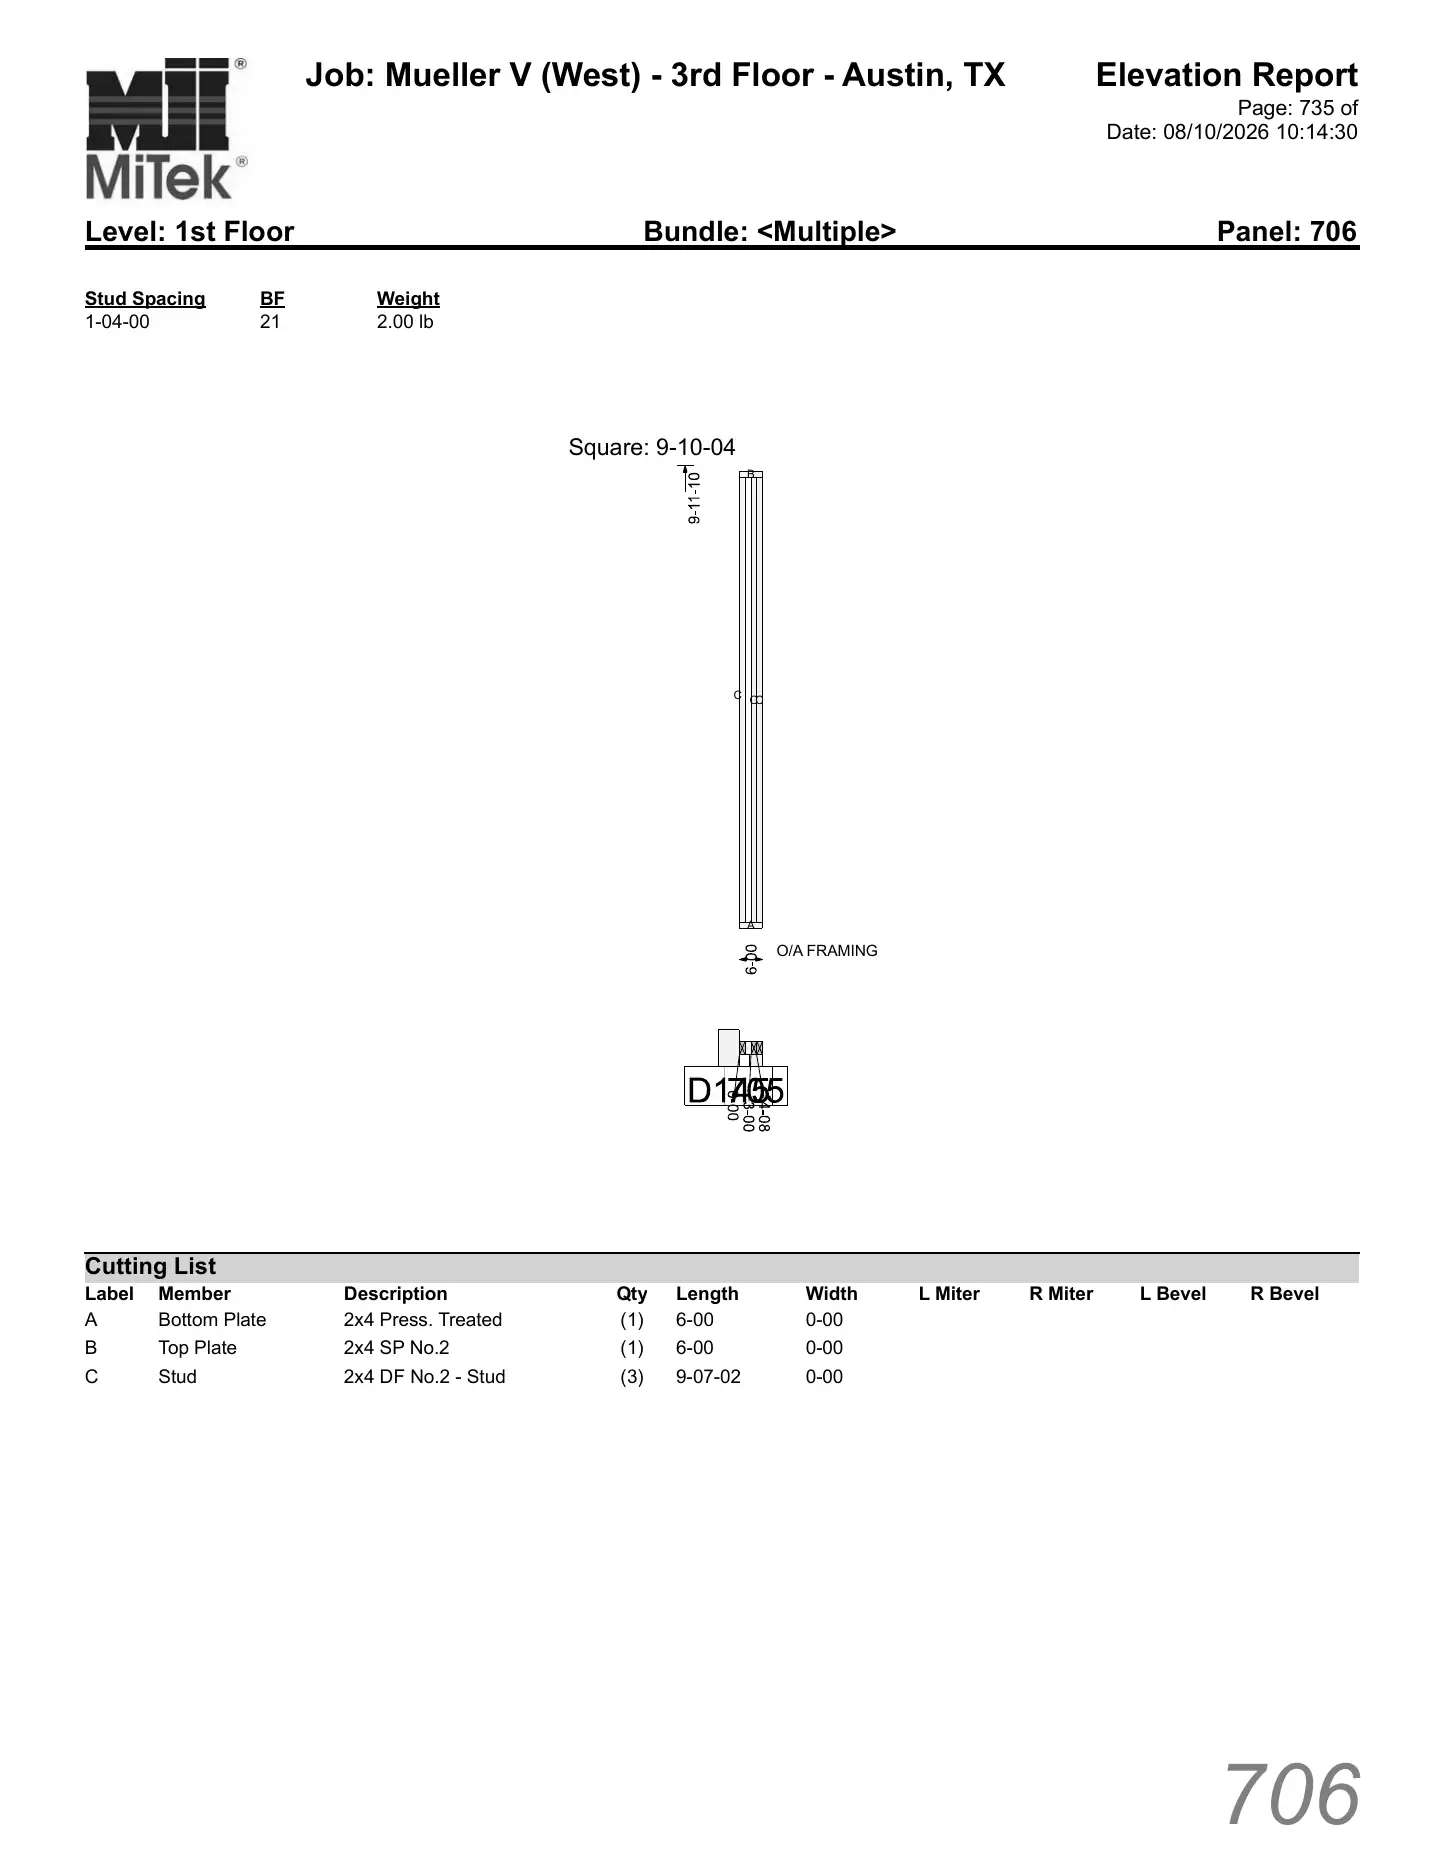 Job: Mueller V (West) - 3rd Floor - Austin, TX
Elevation Report
Page: 735 of
Date: 08/10/2026 10:14:30
MiTek®
Level: 1st Floor Bundle: <Multiple> Panel: 706
Stud Spacing BF Weight
1-04-00 21 2.00 lb
Square: 9-10-04
9-11-10
B
C
C
C
A
6-00
O/A FRAMING
3-00
4-08
Cutting List
Label Member Description Qty Length Width L Miter R Miter L Bevel R Bevel
A Bottom Plate 2x4 Press. Treated (1) 6-00 0-00
B Top Plate 2x4 SP No.2 (1) 6-00 0-00
C Stud 2x4 DF No.2 - Stud (3) 9-07-02 0-00
706